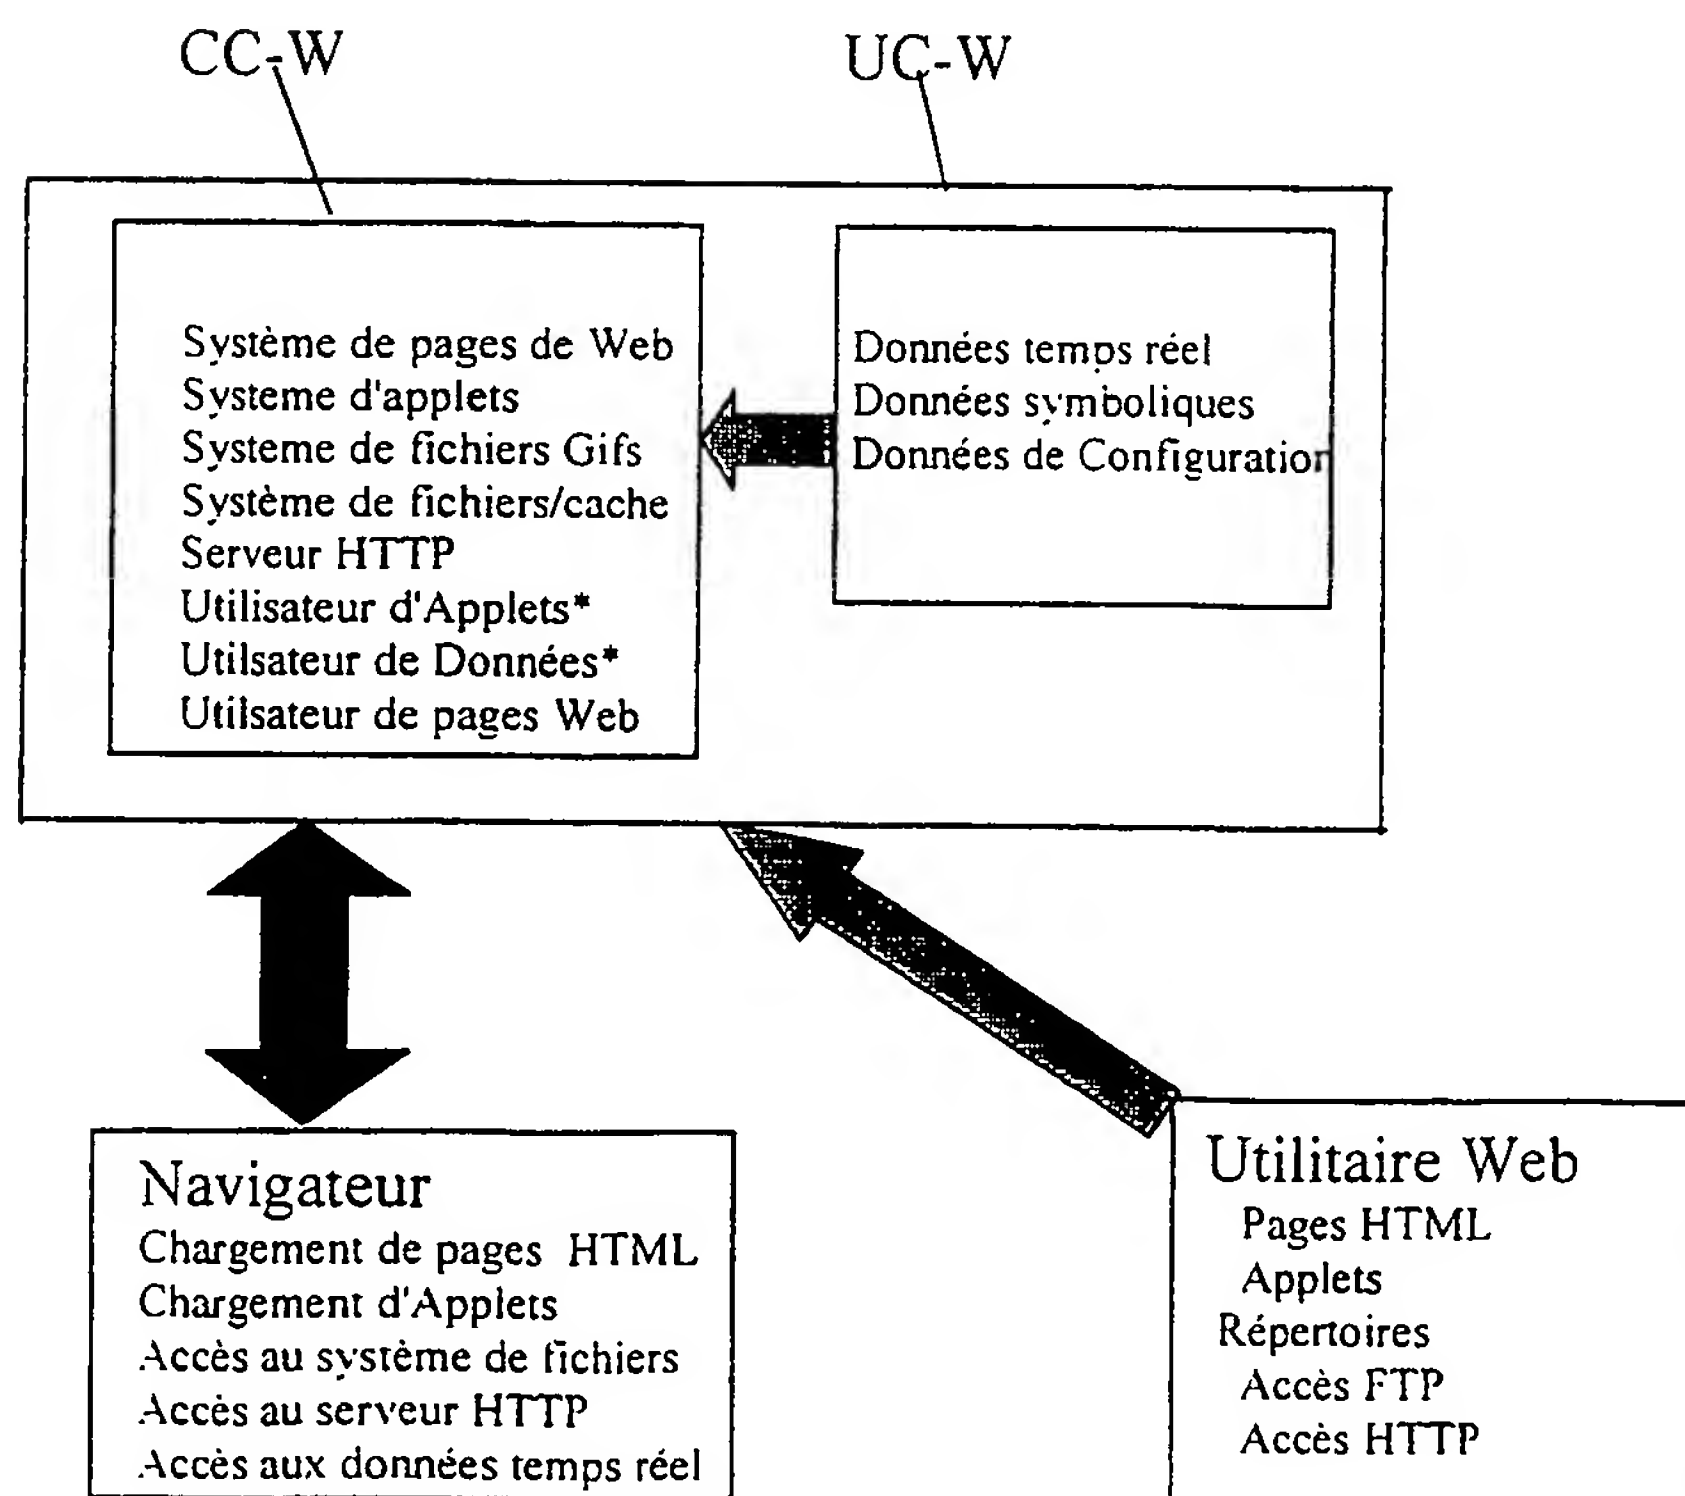 CC-W
UC-W
Système de pages de Web
Systeme d'applets
Systeme de fichiers Gifs
Système de fichiers/cache
Serveur HTTP
Utilisateur d'Applets*
Utilsateur de Données*
Utilsateur de pages Web
Données temps réel
Données symboliques
Données de Configuration
Navigateur
Chargement de pages HTML
Chargement d'Applets
Accès au système de fichiers
Accès au serveur HTTP
Accès aux données temps réel
Utilitaire Web
Pages HTML
Applets
Répertoires
Accès FTP
Accès HTTP